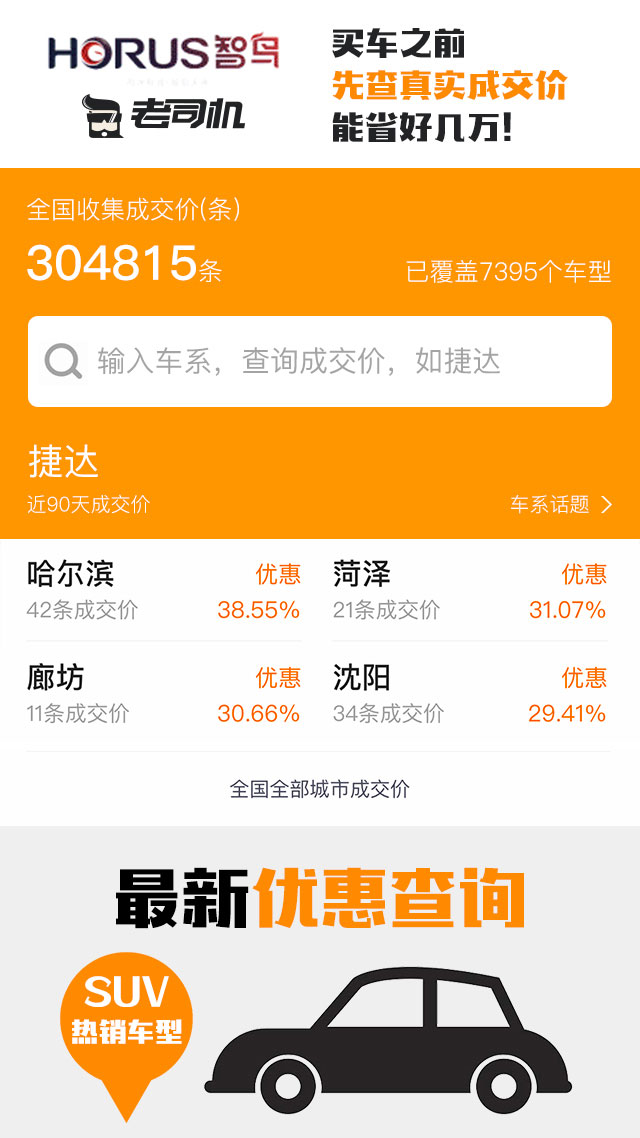 HORUS智鸟
老司机
买车之前
先查真实成交价
能省好几万!
全国收集成交价(条)
304815条
已覆盖7395个车型
输入车系，查询成交价，如捷达
捷达
近90天成交价
车系话题
哈尔滨 优惠
42条成交价 38.55%
菏泽 优惠
21条成交价 31.07%
廊坊 优惠
11条成交价 30.66%
沈阳 优惠
34条成交价 29.41%
全国全部城市成交价
最新优惠查询
SUV
热销车型